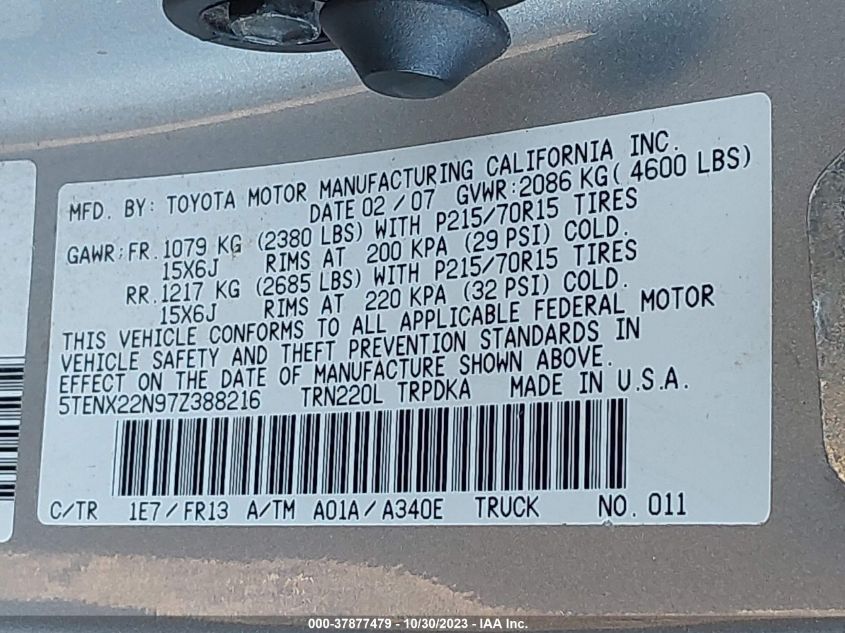 MFD. BY: TOYOTA MOTOR MANUFACTURING CALIFORNIA INC.
DATE 02 / 07 GVWR: 2086 KG( 4600 LBS)
GAWR: FR. 1079 KG (2380 LBS) WITH P215/70R15 TIRES
15X6J RIMS AT 200 KPA (29 PSI) COLD.
RR. 1217 KG (2685 LBS) WITH P215/70R15 TIRES
15X6J RIMS AT 220 KPA (32 PSI) COLD.
THIS VEHICLE CONFORMS TO ALL APPLICABLE FEDERAL MOTOR
VEHICLE SAFETY AND THEFT PREVENTION STANDARDS IN
EFFECT ON THE DATE OF MANUFACTURE SHOWN ABOVE.
5TENX22N97Z388216 TRN220L TRPDKA MADE IN U.S.A.
C/TR 1E7 / FR13 A/TM A01A / A340E TRUCK NO. 011
000-37877479 - 10/30/2023 - © IAA, Inc.